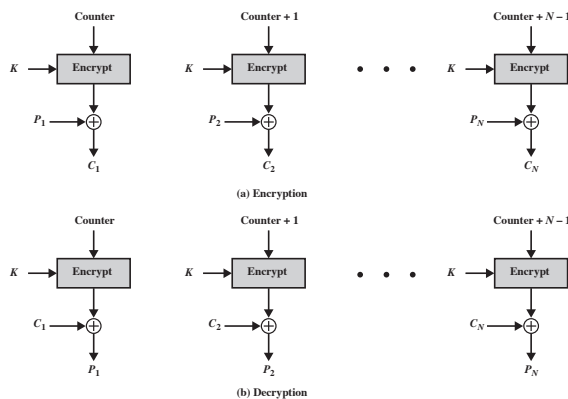 Counter Counter + 1 Counter + N – 1
K Encrypt K Encrypt • • • K Encrypt
P1 P2 PN
C1 C2 CN
(a) Encryption
Counter Counter + 1 Counter + N – 1
K Encrypt K Encrypt • • • K Encrypt
C1 C2 CN
P1 P2 PN
(b) Decryption